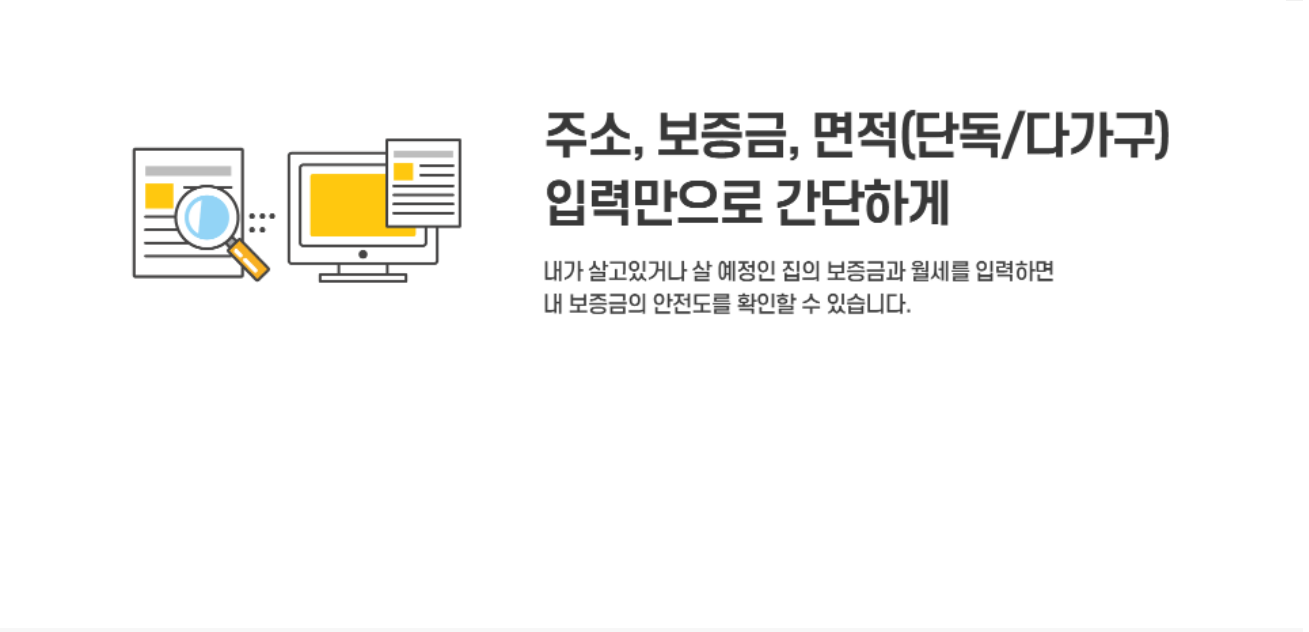 주소, 보증금, 면적(단독/다가구)
입력만으로 간단하게
내가 살고있거나 살 예정인 집의 보증금과 월세를 입력하면
내 보증금의 안전도를 확인할 수 있습니다.